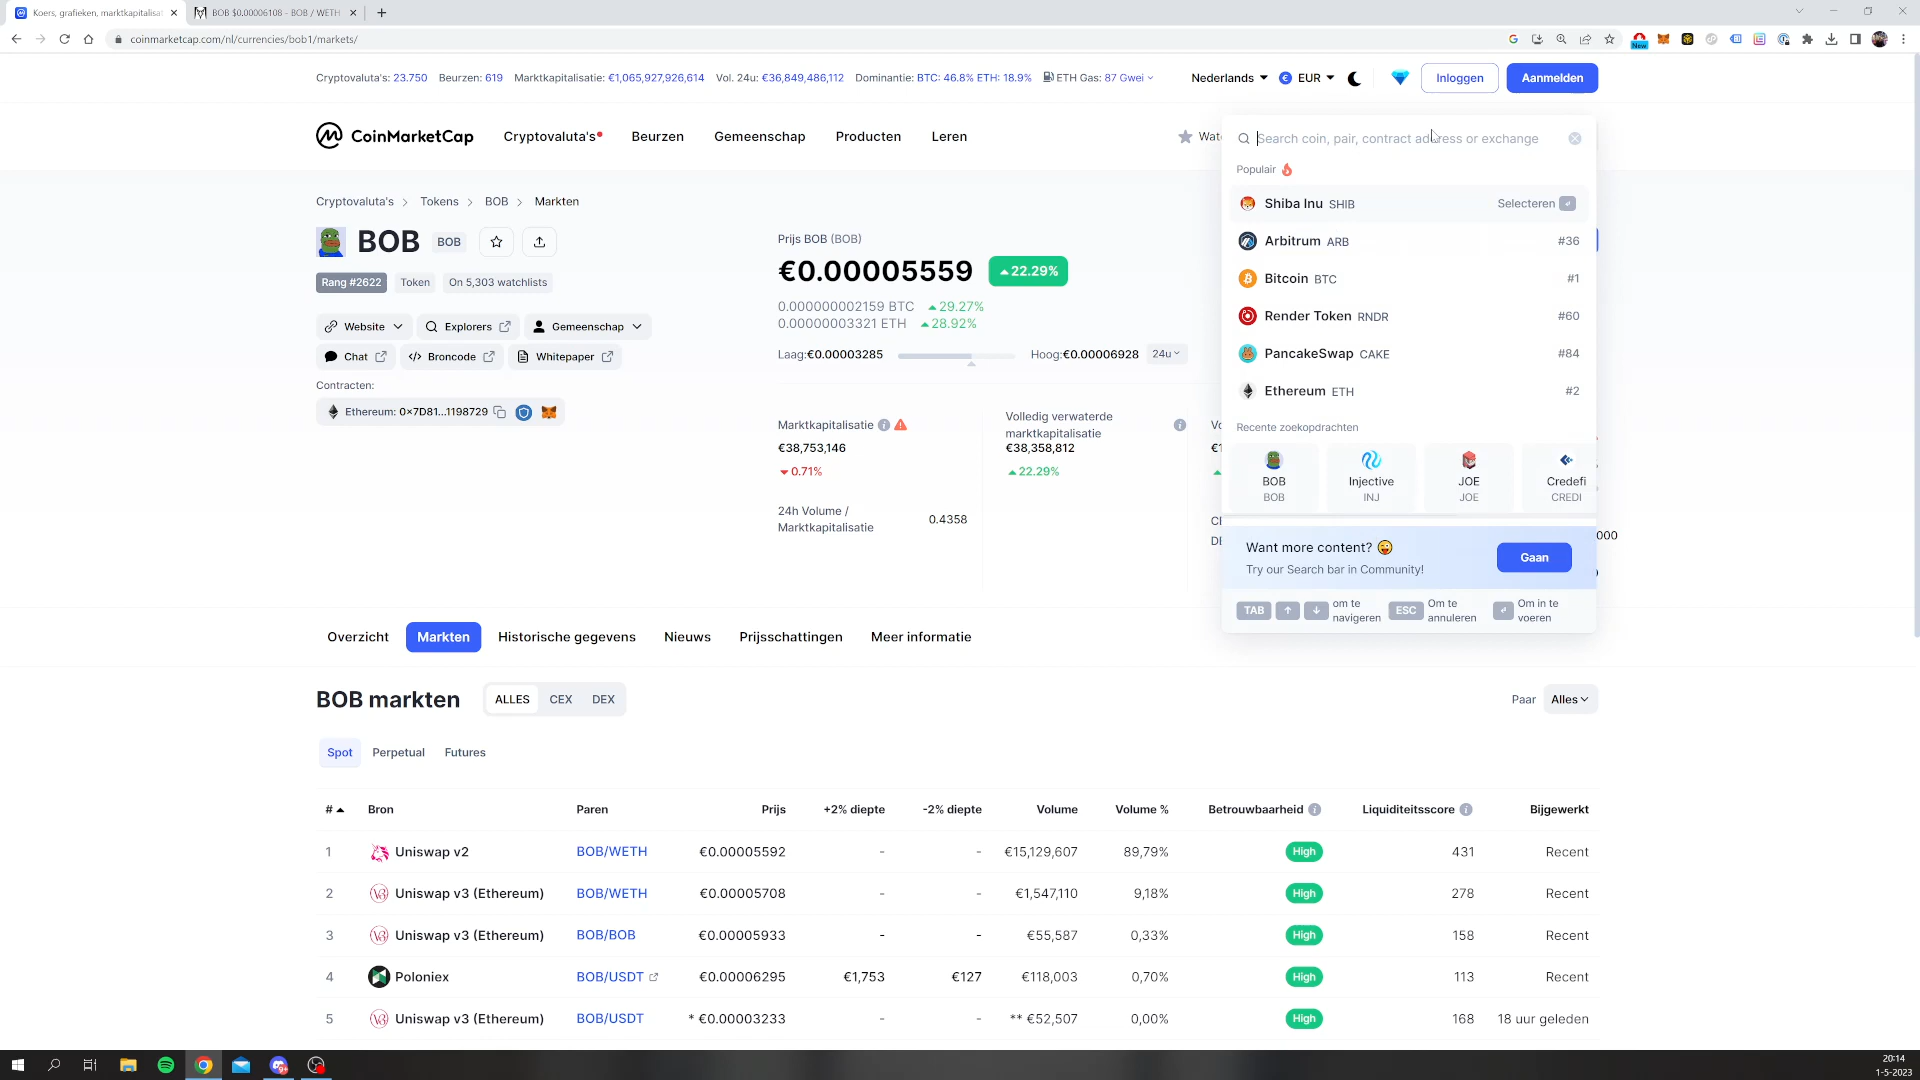 Koers, grafieken, marktkapitalisat
BOB $0.00006108 - BOB / WETH
coinmarketcap.com/nl/currencies/bob1/markets/
New
Cryptovaluta's: 23.750 Beurzen: 619 Marktkapitalisatie: €1,065,927,926,614 Vol. 24u: €36,849,486,112 Dominantie: BTC: 46.8% ETH: 18.9% ETH Gas: 87 Gwei
Nederlands EUR Inloggen Aanmelden
CoinMarketCap Cryptovaluta's Beurzen Gemeenschap Producten Leren
Search coin, pair, contract address or exchange
Populair
Shiba Inu SHIB Selecteren
Arbitrum ARB #36
Bitcoin BTC #1
Render Token RNDR #60
PancakeSwap CAKE #84
Ethereum ETH #2
Recente zoekopdrachten
BOB Injective JOE Credefi
BOB INJ JOE CREDI
Want more content?
Try our Search bar in Community!
Gaan
TAB ↑ ↓ om te navigeren ESC Om te annuleren Om in te voeren
Cryptovaluta's > Tokens > BOB > Markten
BOB BOB
Rang #2622 Token On 5,303 watchlists
Website Explorers Gemeenschap
Chat Broncode Whitepaper
Contracten:
Ethereum: 0x7D81...1198729
Prijs BOB (BOB)
€0.00005559 22.29%
0.000000002159 BTC 29.27%
0.00000003321 ETH 28.92%
Laag:€0.00003285 Hoog:€0.00006928 24u
Marktkapitalisatie
€38,753,146
0.71%
24h Volume /
Marktkapitalisatie
0.4358
Volledig verwaterde
marktkapitalisatie
€38,358,812
22.29%
Overzicht Markten Historische gegevens Nieuws Prijsschattingen Meer informatie
BOB markten ALLES CEX DEX Paar Alles
Spot Perpetual Futures
# Bron Paren Prijs +2% diepte -2% diepte Volume Volume % Betrouwbaarheid Liquiditeitsscore Bijgewerkt
1 Uniswap v2 BOB/WETH €0.00005592 - - €15,129,607 89,79% High 431 Recent
2 Uniswap v3 (Ethereum) BOB/WETH €0.00005708 - - €1,547,110 9,18% High 278 Recent
3 Uniswap v3 (Ethereum) BOB/BOB €0.00005933 - - €55,587 0,33% High 158 Recent
4 Poloniex BOB/USDT €0.00006295 €1,753 €127 €118,003 0,70% High 113 Recent
5 Uniswap v3 (Ethereum) BOB/USDT * €0.00003233 - - ** €52,507 0,00% High 168 18 uur geleden
20:14
1-5-2023